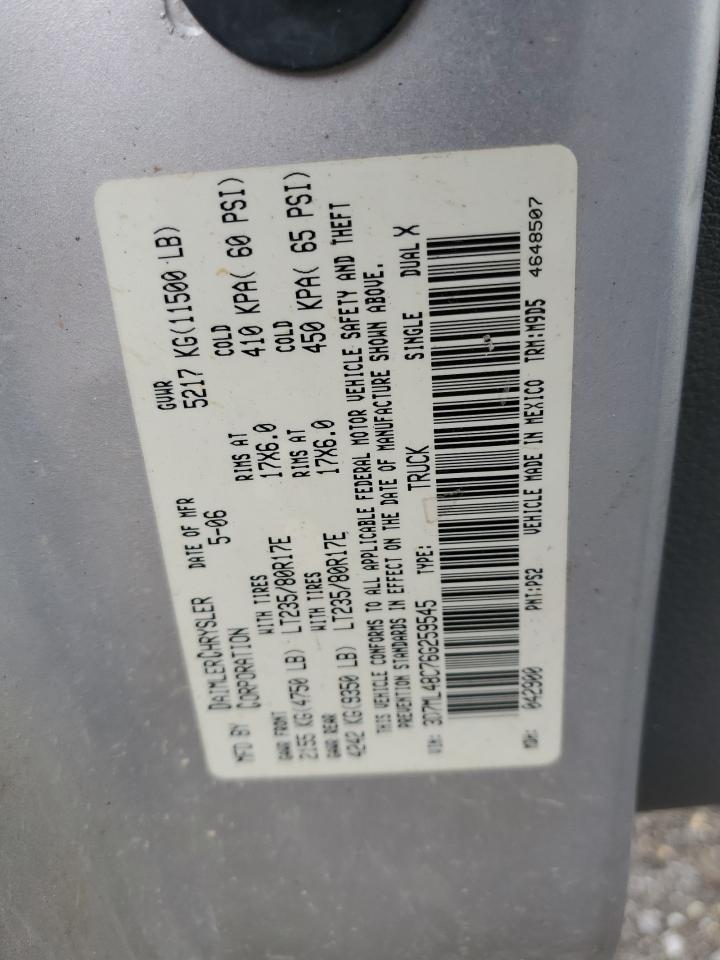 MFD BY DAIMLERCHRYSLER CORPORATION DATE OF MFR 5-06 GVWR 5217 KG(11500 LB)
GAWR FRONT WITH TIRES RIMS AT COLD
2155 KG(4750 LB) LT235/80R17E 17X6.0 410 KPA( 60 PSI)
GAWR REAR WITH TIRES RIMS AT COLD
4242 KG(9350 LB) LT235/80R17E 17X6.0 450 KPA( 65 PSI)
THIS VEHICLE CONFORMS TO ALL APPLICABLE FEDERAL MOTOR VEHICLE SAFETY AND THEFT
PREVENTION STANDARDS IN EFFECT ON THE DATE OF MANUFACTURE SHOWN ABOVE.
VIN: 3D7ML48C76G259545 TYPE: TRUCK SINGLE DUAL X
MDH: 042900 PNT:PS2 VEHICLE MADE IN MEXICO TRM:M9D5 4648507